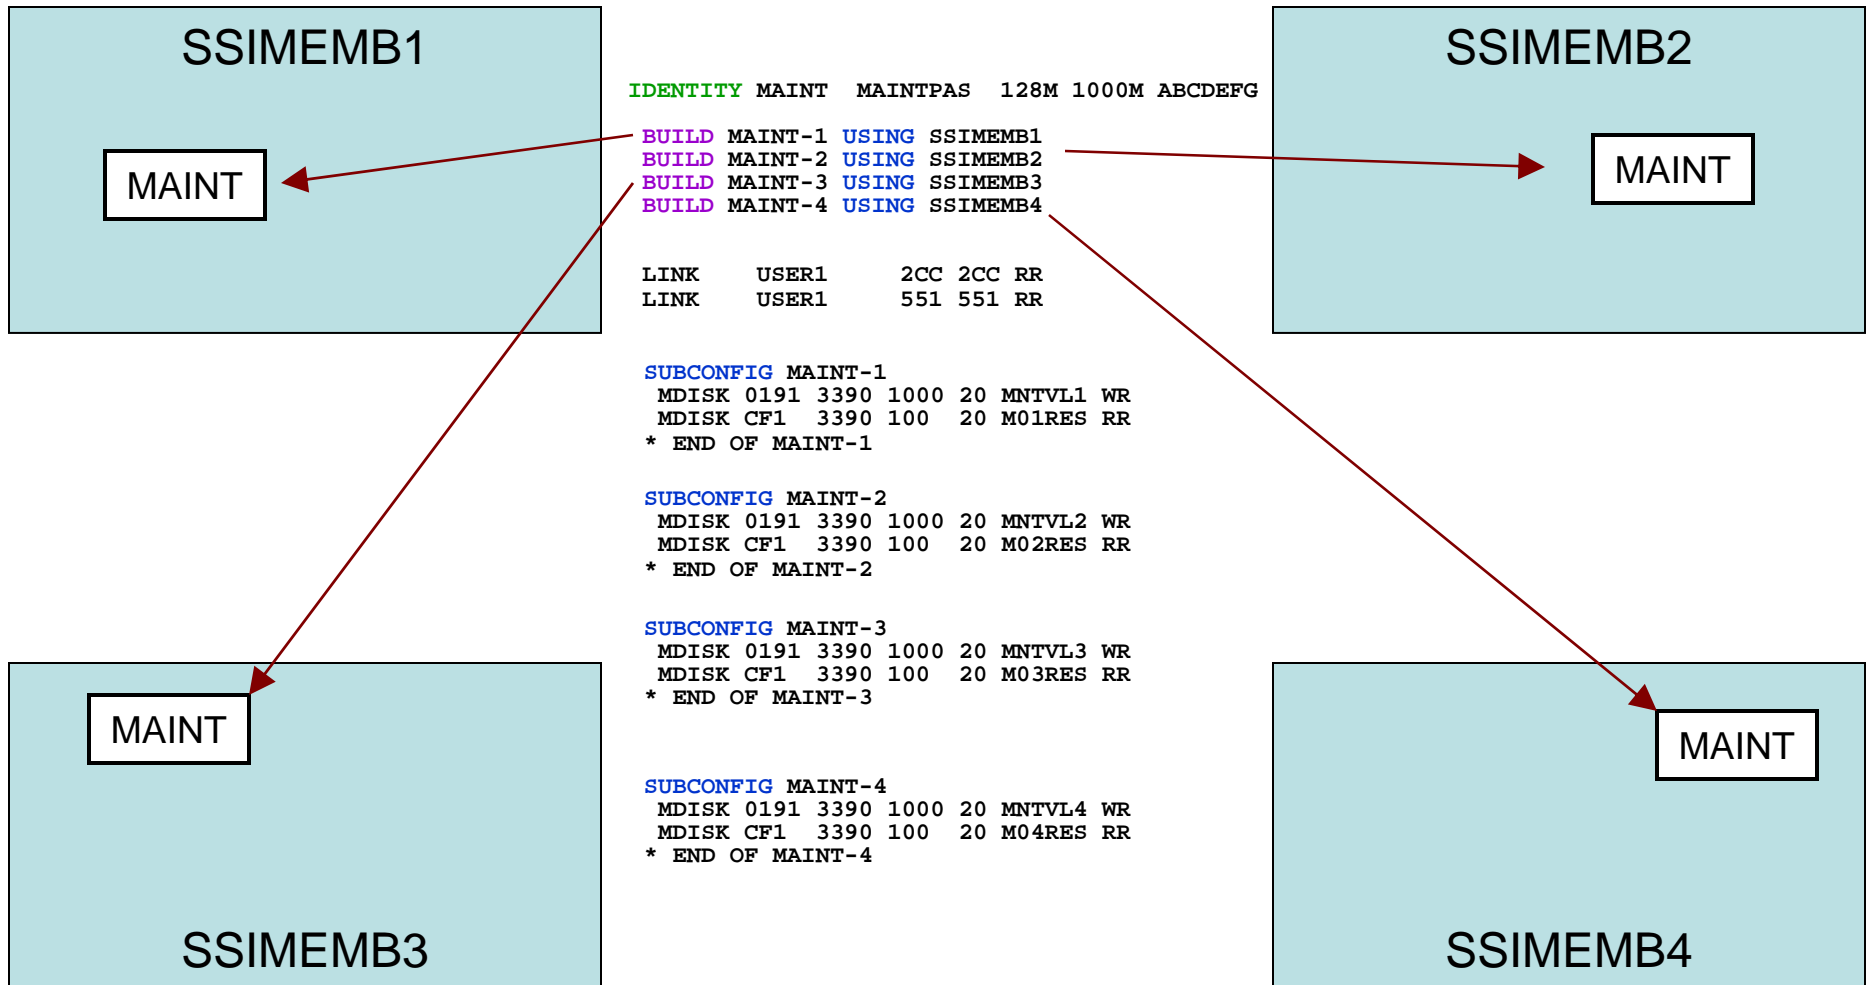 SSIMEMB1
SSIMEMB2
IDENTITY MAINT MAINTPAS 128M 1000M ABCDEFG
BUILD MAINT-1 USING SSIMEMB1
BUILD MAINT-2 USING SSIMEMB2
BUILD MAINT-3 USING SSIMEMB3
BUILD MAINT-4 USING SSIMEMB4
MAINT
MAINT
LINK USER1 2CC 2CC RR
LINK USER1 551 551 RR
SUBCONFIG MAINT-1
MDISK 0191 3390 1000 20 MNTVL1 WR
MDISK CF1 3390 100 20 M01RES RR
* END OF MAINT-1
SUBCONFIG MAINT-2
MDISK 0191 3390 1000 20 MNTVL2 WR
MDISK CF1 3390 100 20 M02RES RR
* END OF MAINT-2
SUBCONFIG MAINT-3
MDISK 0191 3390 1000 20 MNTVL3 WR
MDISK CF1 3390 100 20 M03RES RR
* END OF MAINT-3
MAINT
MAINT
SUBCONFIG MAINT-4
MDISK 0191 3390 1000 20 MNTVL4 WR
MDISK CF1 3390 100 20 M04RES RR
* END OF MAINT-4
SSIMEMB3
SSIMEMB4